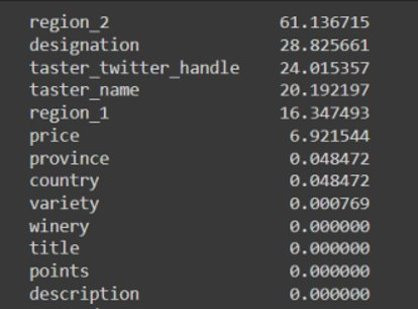 region_2 61.136715
designation 28.825661
taster_twitter_handle 24.015357
taster_name 20.192197
region_1 16.347493
price 6.921544
province 0.048472
country 0.048472
variety 0.000769
winery 0.000000
title 0.000000
points 0.000000
description 0.000000